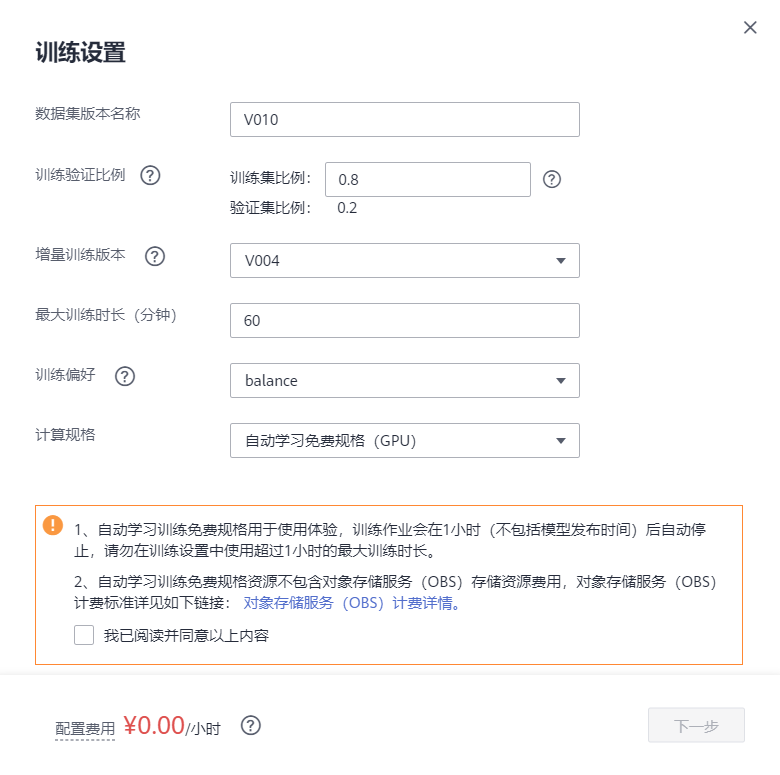 训练设置
数据集版本名称
V010
训练验证比例 ?
训练集比例： 0.8 ?
验证集比例： 0.2
增量训练版本 ?
V004
最大训练时长（分钟）
60
训练偏好 ?
balance
计算规格
自动学习免费规格（GPU）
1、自动学习训练免费规格用于使用体验，训练作业会在1小时（不包括模型发布时间）后自动停
止，请勿在训练设置中使用超过1小时的最大训练时长。
2、自动学习训练免费规格资源不包含对象存储服务（OBS）存储资源费用，对象存储服务（OBS）
计费标准详见如下链接： 对象存储服务（OBS）计费详情。
我已阅读并同意以上内容
配置费用 ¥0.00/小时 ?
下一步